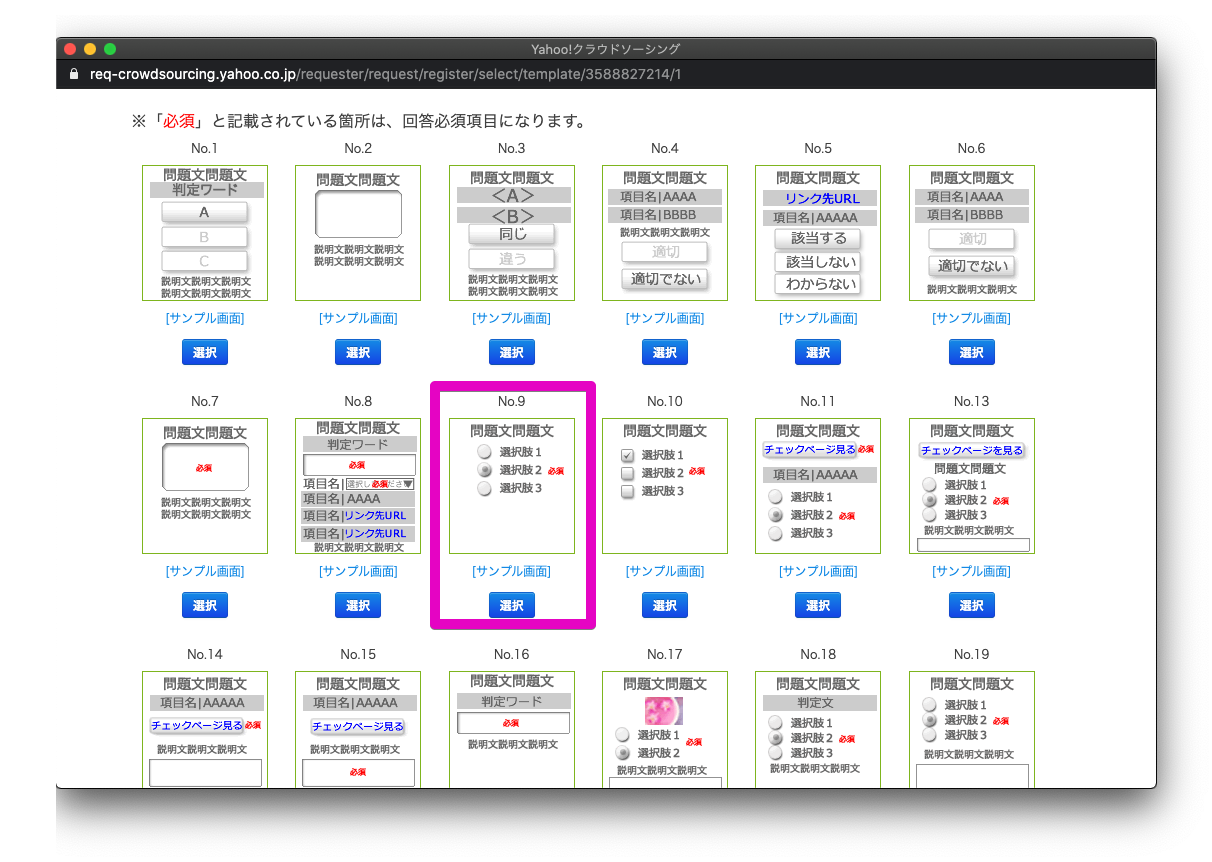 Yahoo!クラウドソーシング
req-crowdsourcing.yahoo.co.jp/requester/request/register/select/template/3588827214/1
※「必須」と記載されている箇所は、回答必須項目になります。
No.1
問題文問題文
判定ワード
A
B
C
説明文説明文説明文
説明文説明文説明文
[サンプル画面]
選択
No.2
問題文問題文
説明文説明文説明文
説明文説明文説明文
[サンプル画面]
選択
No.3
問題文問題文
<A>
<B>
同じ
違う
説明文説明文説明文
説明文説明文説明文
[サンプル画面]
選択
No.4
問題文問題文
項目名|AAAA
項目名|BBBB
説明文説明文説明文
適切
適切でない
[サンプル画面]
選択
No.5
問題文問題文
リンク先URL
項目名|AAAAA
該当する
該当しない
わからない
[サンプル画面]
選択
No.6
問題文問題文
項目名|AAAA
項目名|BBBB
適切
適切でない
説明文説明文説明文
[サンプル画面]
選択
No.7
問題文問題文
必須
説明文説明文説明文
説明文説明文説明文
[サンプル画面]
選択
No.8
問題文問題文
判定ワード
必須
項目名|選択し必須ださ▼
項目名|AAAA
項目名|リンク先URL
項目名|リンク先URL
説明文説明文説明文
[サンプル画面]
選択
No.9
問題文問題文
選択肢1
選択肢2 必須
選択肢3
[サンプル画面]
選択
No.10
問題文問題文
選択肢1
選択肢2 必須
選択肢3
[サンプル画面]
選択
No.11
問題文問題文
チェックページ見る 必須
項目名|AAAAA
選択肢1
選択肢2 必須
選択肢3
[サンプル画面]
選択
No.13
問題文問題文
チェックページを見る
問題文問題文
選択肢1
選択肢2 必須
選択肢3
説明文説明文説明文
[サンプル画面]
選択
No.14
問題文問題文
項目名|AAAAA
チェックページ見る 必須
説明文説明文説明文
No.15
問題文問題文
項目名|AAAAA
チェックページ見る
説明文説明文説明文
必須
No.16
問題文問題文
判定ワード
必須
説明文説明文説明文
No.17
問題文問題文
選択肢1
必須
選択肢2
説明文説明文説明文
No.18
問題文問題文
判定文
選択肢1
選択肢2 必須
選択肢3
説明文説明文説明文
No.19
問題文問題文
選択肢1
選択肢2 必須
選択肢3
説明文説明文説明文